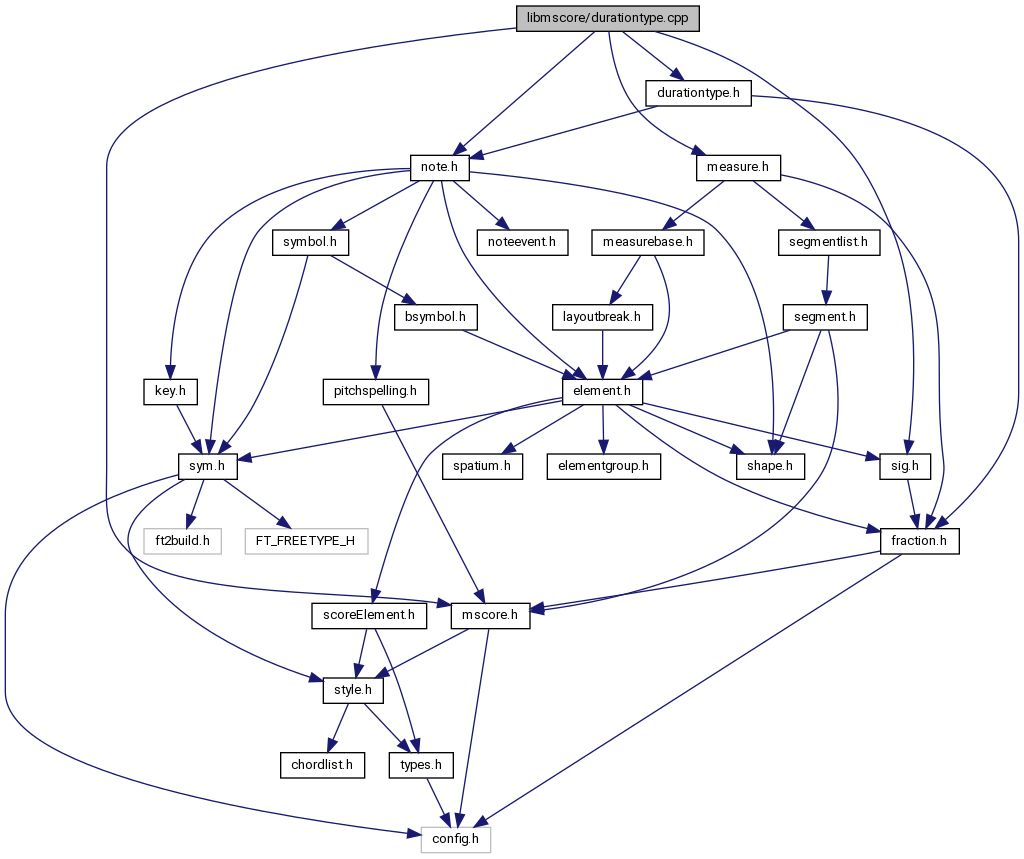 libmscore/durationtype.cpp
durationtype.h
note.h
measure.h
symbol.h
noteevent.h
measurebase.h
segmentlist.h
bsymbol.h
layoutbreak.h
segment.h
key.h
pitchspelling.h
element.h
sym.h
spatium.h
elementgroup.h
shape.h
sig.h
ft2build.h
FT_FREETYPE_H
fraction.h
scoreElement.h
mscore.h
style.h
chordlist.h
types.h
config.h